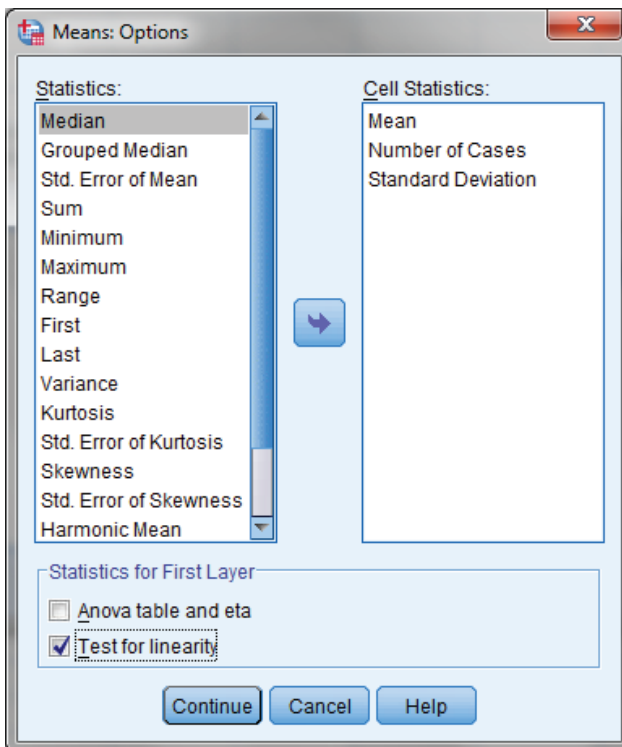 Means: Options
Statistics:
Median
Grouped Median
Std. Error of Mean
Sum
Minimum
Maximum
Range
First
Last
Variance
Kurtosis
Std. Error of Kurtosis
Skewness
Std. Error of Skewness
Harmonic Mean
Cell Statistics:
Mean
Number of Cases
Standard Deviation
Statistics for First Layer
Anova table and eta
Test for linearity
Continue
Cancel
Help